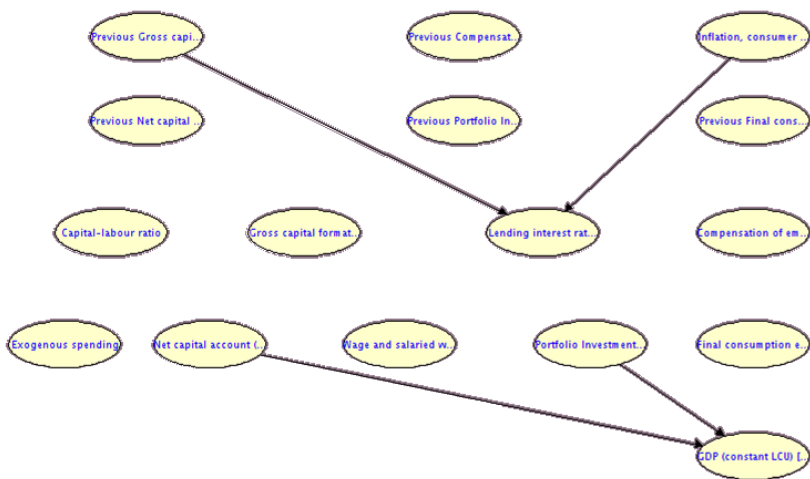 Previous Gross capi...
Previous Compensat...
Inflation, consumer ...
Previous Net capital ...
Previous Portfolio In...
Previous Final cons...
Capital-labour ratio
Gross capital format...
Lending interest rat...
Compensation of em...
Exogenous spending
Net capital account (...
Wage and salaried w...
Portfolio Investment...
Final consumption e...
GDP (constant LCU) [...